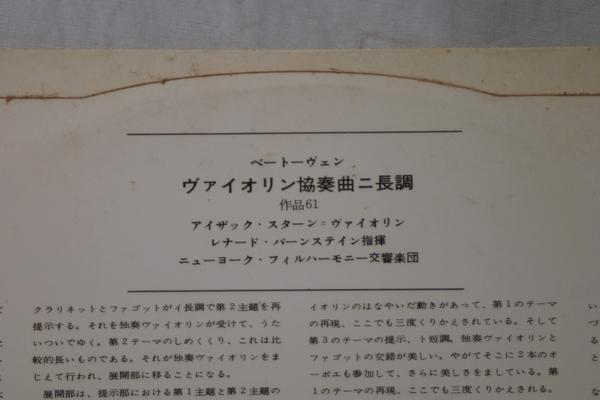 ベートーヴェン
ヴァイオリン協奏曲ニ長調
作品61
アイザック・スターン=ヴァイオリン
レナード・バーンステイン指揮
ニューヨーク・フィルハーモニー交響楽団
クラリネットとファゴットがイ長調で第2主題を再
提示する。それを独奏ヴァイオリンが受けて、うた
いついでゆく。第2テーマのしめくくり、これは比
較的長いものである。それが独奏ヴァイオリンをま
じえて行われ、展開部に移ることになる。
展開部は、提示部における第1主題と第2主題の
イオリンのはなやいだ動きがあって、第1のテーマ
の再現、ここでも三度くりかえされている。そして
第3のテーマの提示、ト短調。独奏ヴァイオリンと
ファゴットの交錯が美しい。やがてそこに2本のオ
ーボエも参加して、さらに美しさをましている。第
1のテーマの再現、ここでも三度くりかえされる。